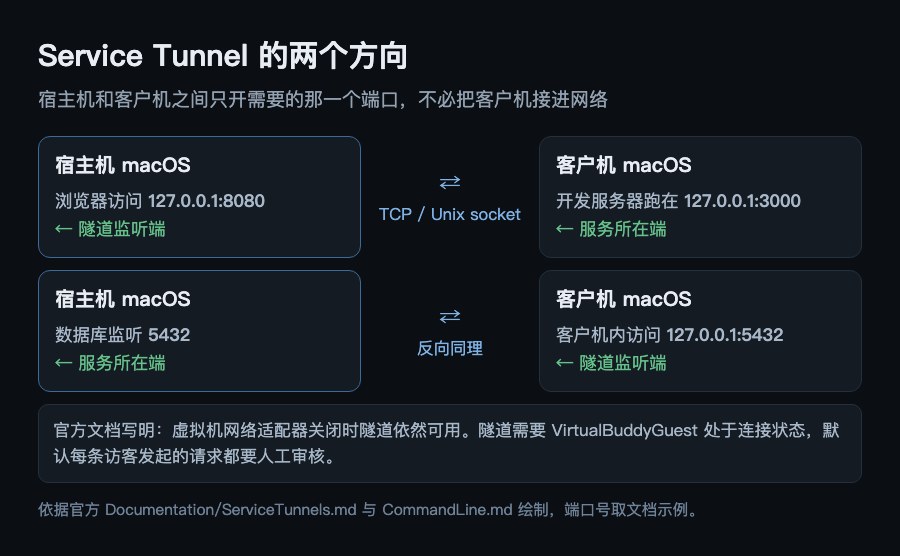 Service Tunnel 的两个方向
宿主机和客户机之间只开需要的那一个端口，不必把客户机接进网络
宿主机 macOS
浏览器访问 127.0.0.1:8080
← 隧道监听端
⇄
TCP / Unix socket
客户机 macOS
开发服务器跑在 127.0.0.1:3000
← 服务所在端
宿主机 macOS
数据库监听 5432
← 服务所在端
⇄
反向同理
客户机 macOS
客户机内访问 127.0.0.1:5432
← 隧道监听端
官方文档写明：虚拟机网络适配器关闭时隧道依然可用。隧道需要 VirtualBuddyGuest 处于连接状态，默
认每条访客发起的请求都要人工审核。
依据官方 Documentation/ServiceTunnels.md 与 CommandLine.md 绘制，端口号取文档示例。